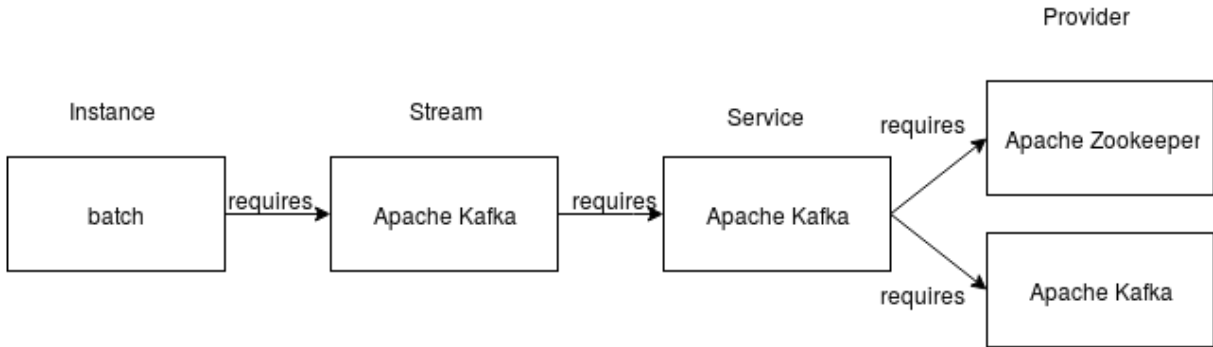 Provider
Instance
Stream
Service
requires
Apache Zookeeper
batch
requires
Apache Kafka
requires
Apache Kafka
requires
Apache Kafka